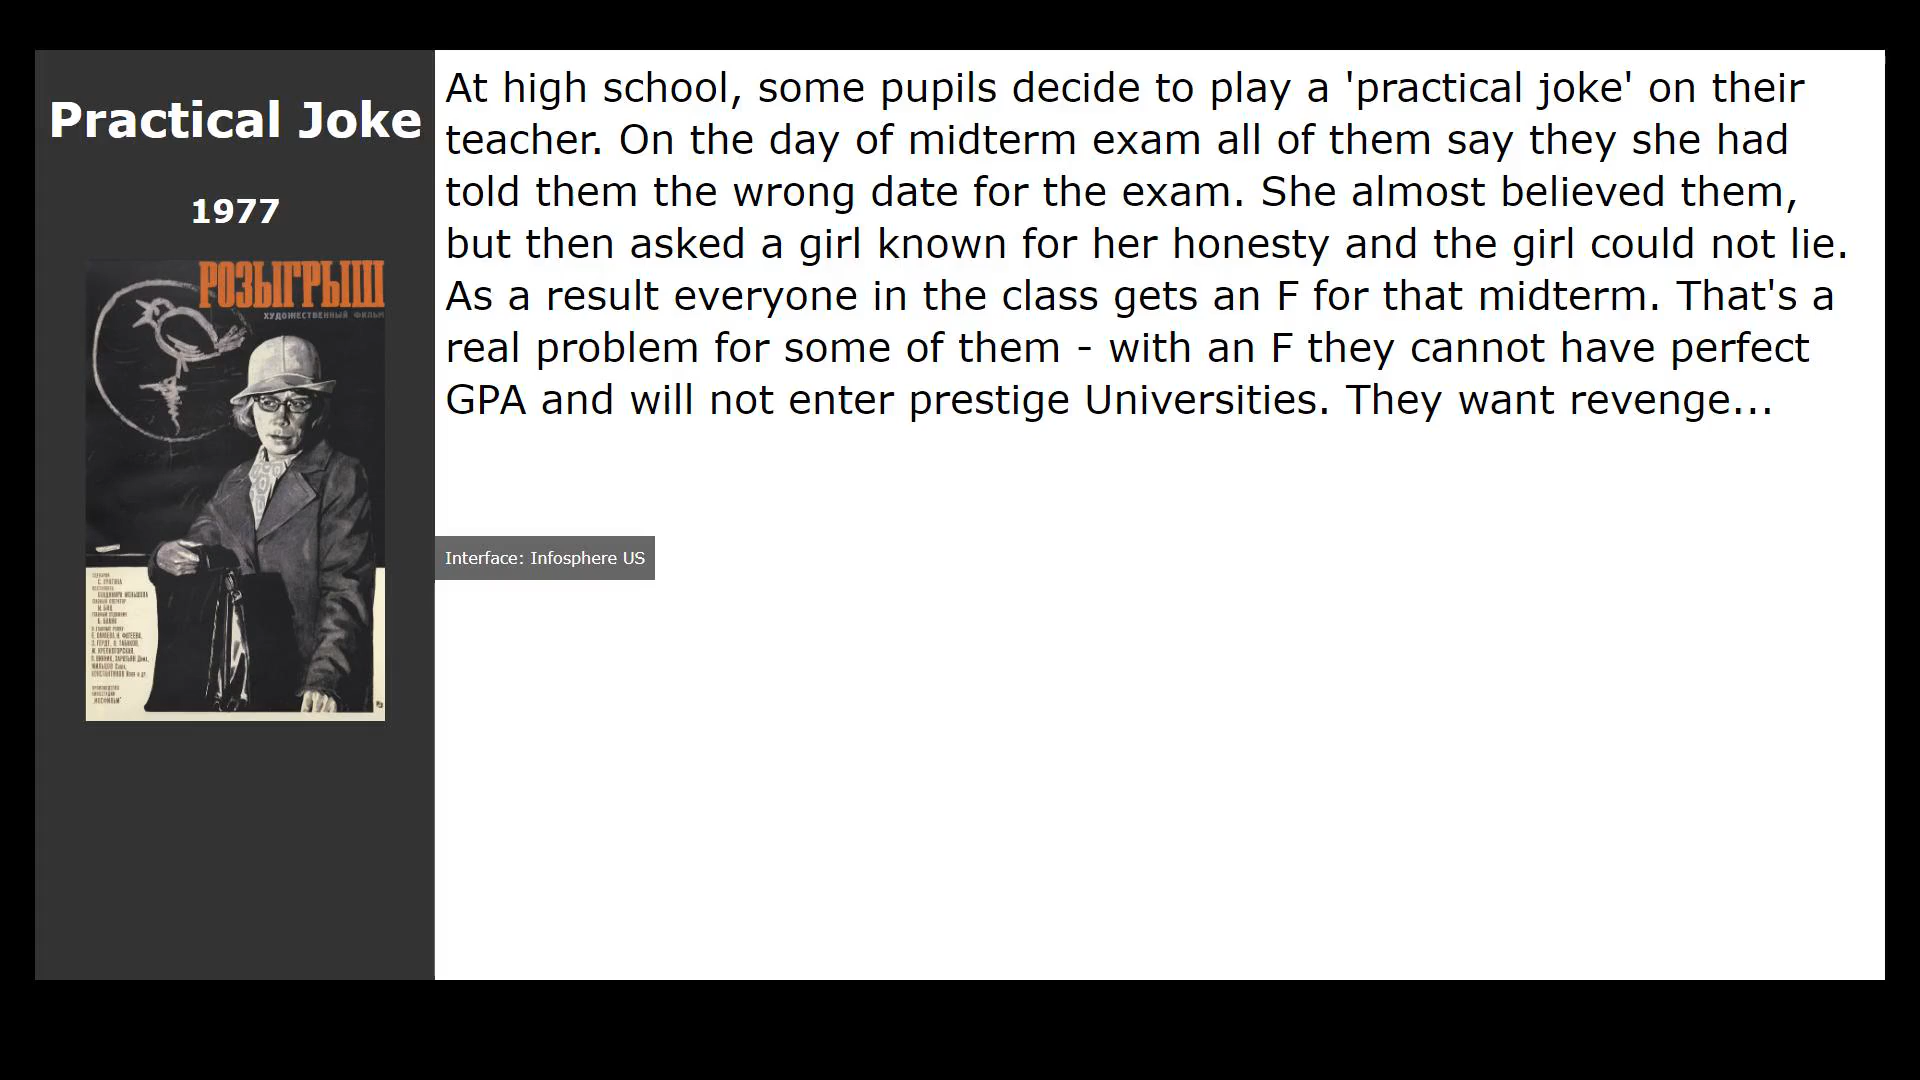 Practical Joke
1977
РОЗЫГРЫШ
ХУДОЖЕСТВЕННЫЙ ФИЛЬМ
At high school, some pupils decide to play a 'practical joke' on their
teacher. On the day of midterm exam all of them say they she had
told them the wrong date for the exam. She almost believed them,
but then asked a girl known for her honesty and the girl could not lie.
As a result everyone in the class gets an F for that midterm. That's a
real problem for some of them - with an F they cannot have perfect
GPA and will not enter prestige Universities. They want revenge...
Interface: Infosphere US